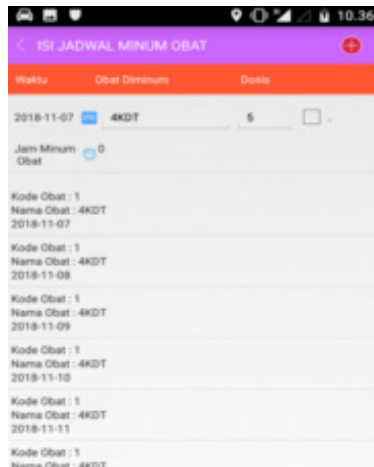 10.36
ISI JADWAL MINUM OBAT
Waktu Obat Diminum Dosis
2018-11-07 4KDT 5
Jam Minum 0
Obat
Kode Obat : 1
Nama Obat : 4KDT
2018-11-07
Kode Obat : 1
Nama Obat : 4KDT
2018-11-08
Kode Obat : 1
Nama Obat : 4KDT
2018-11-09
Kode Obat : 1
Nama Obat : 4KDT
2018-11-10
Kode Obat : 1
Nama Obat : 4KDT
2018-11-11
Kode Obat : 1
Nama Obat : 4KDT